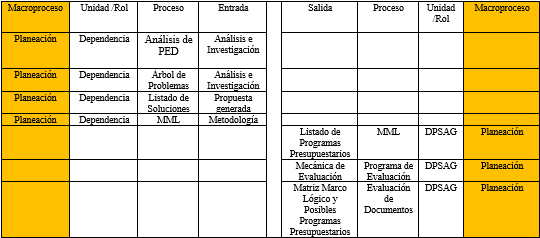 Macroproceso Unidad /Rol Proceso Entrada Salida Proceso Unidad /Rol Macroproceso
Planeación Dependencia Análisis de PED Análisis e Investigación
Planeación Dependencia Árbol de Problemas Análisis e Investigación
Planeación Dependencia Listado de Soluciones Propuesta generada
Planeación Dependencia MML Metodología
Listado de Programas Presupuestarios MML DPSAG Planeación
Mecánica de Evaluación Programa de Evaluación DPSAG Planeación
Matriz Marco Lógico y Posibles Programas Presupuestarios Evaluación de Documentos DPSAG Planeación